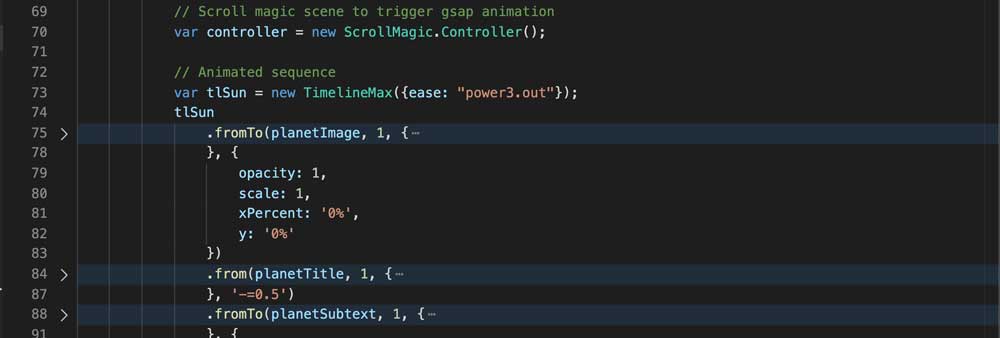 69 // Scroll magic scene to trigger gsap animation
70 var controller = new ScrollMagic.Controller();
71
72 // Animated sequence
73 var tlSun = new TimelineMax({ease: "power3.out"});
74 tlSun
75 .fromTo(planetImage, 1, {⋯
78 }, {
79 opacity: 1,
80 scale: 1,
81 xPercent: '0%',
82 y: '0%'
83 })
84 .from(planetTitle, 1, {⋯
87 }, '-=0.5')
88 .fromTo(planetSubtext, 1, {⋯
91 }, {